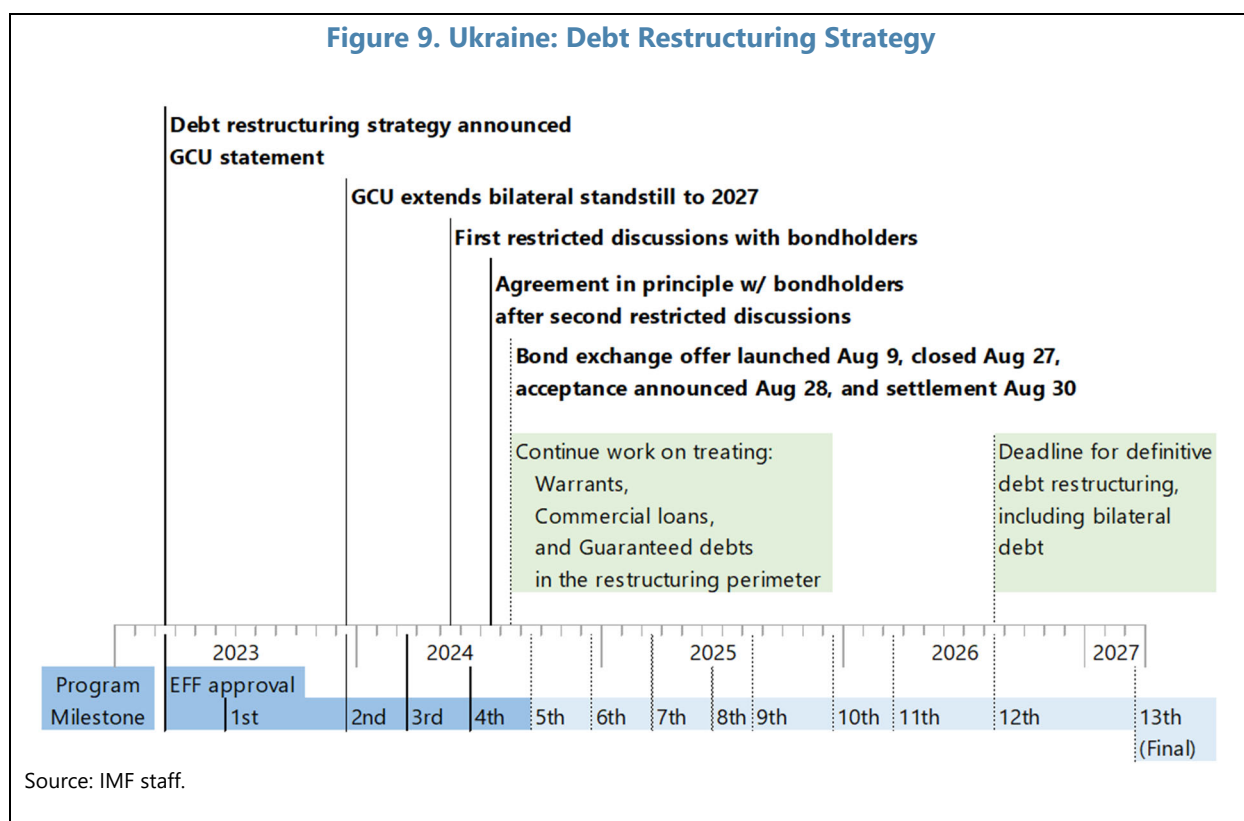 Figure 9. Ukraine: Debt Restructuring Strategy
Debt restructuring strategy announced
GCU statement
GCU extends bilateral standstill to 2027
First restricted discussions with bondholders
Agreement in principle w/ bondholders
after second restricted discussions
Bond exchange offer launched Aug 9, closed Aug 27,
acceptance announced Aug 28, and settlement Aug 30
Continue work on treating:
Warrants,
Commercial loans,
and Guaranteed debts
in the restructuring perimeter
Deadline for definitive
debt restructuring,
including bilateral
debt
2023 2024 2025 2026 2027
Program EFF approval
Milestone 1st 2nd 3rd 4th 5th 6th 7th 8th 9th 10th 11th 12th 13th
(Final)
Source: IMF staff.